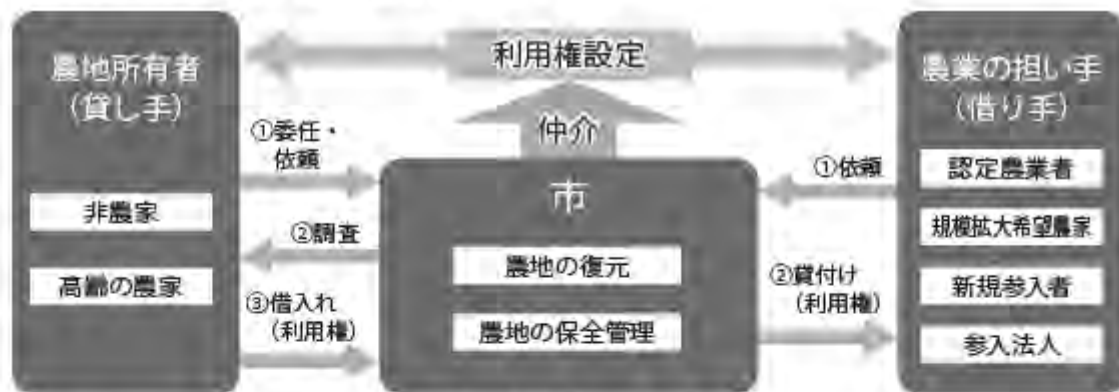 農地所有者
(貸し手)
非農家
高齢の農家
利用権設定
仲介
①委任・
依頼
②調査
③借入れ
(利用権)
市
農地の復元
農地の保全管理
①依頼
②貸付け
(利用権)
農業の担い手
(借り手)
認定農業者
規模拡大希望農家
新規参入者
参入法人